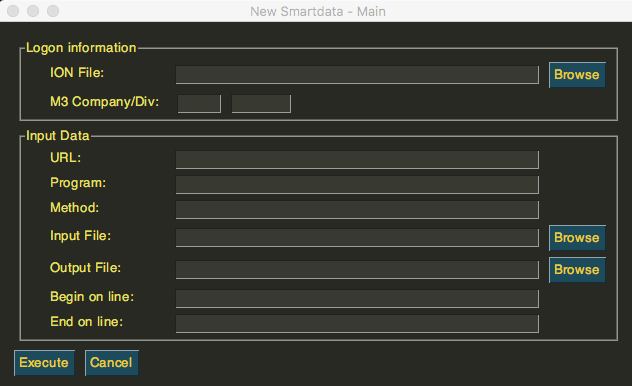 New Smartdata - Main
Logon information
ION File: Browse
M3 Company/Div:
Input Data
URL:
Program:
Method:
Input File: Browse
Output File: Browse
Begin on line:
End on line:
Execute Cancel